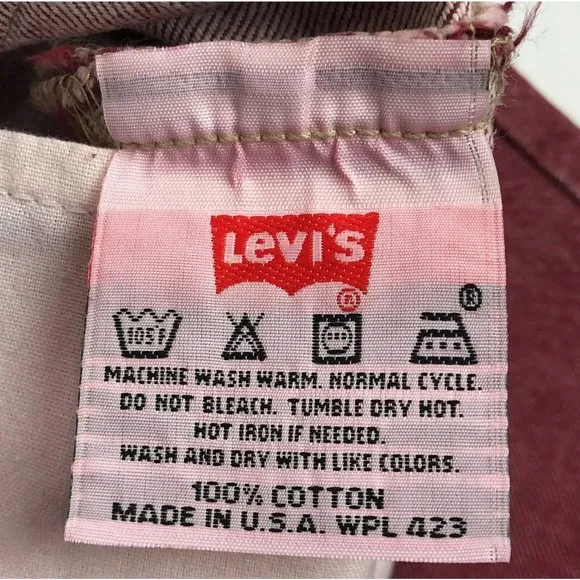 Levi's
®
®
105F
MACHINE WASH WARM. NORMAL CYCLE.
DO NOT BLEACH. TUMBLE DRY HOT.
HOT IRON IF NEEDED.
WASH AND DRY WITH LIKE COLORS.
100% COTTON
MADE IN U.S.A. WPL 423